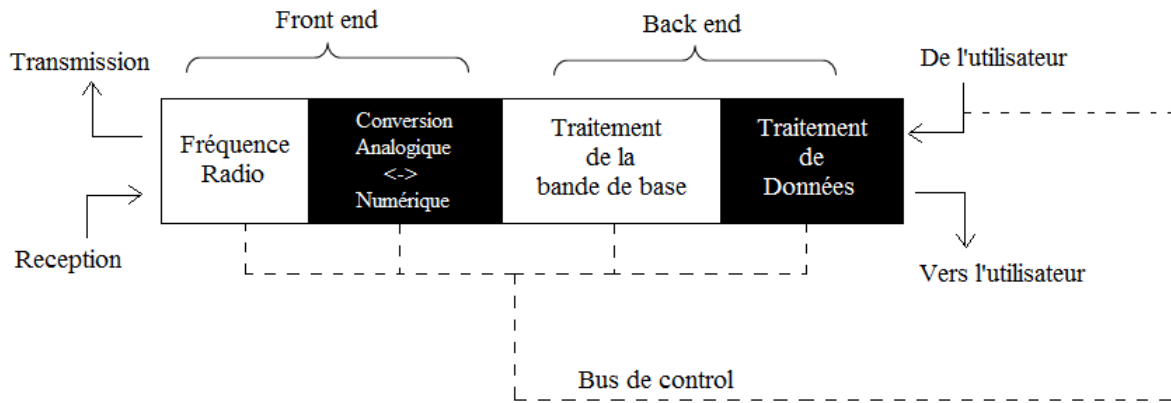 Front end
Back end
Transmission
De l'utilisateur
Fréquence
Radio
Conversion
Analogique
<->
Numérique
Traitement
de la
bande de base
Traitement
de
Données
Reception
Vers l'utilisateur
Bus de control